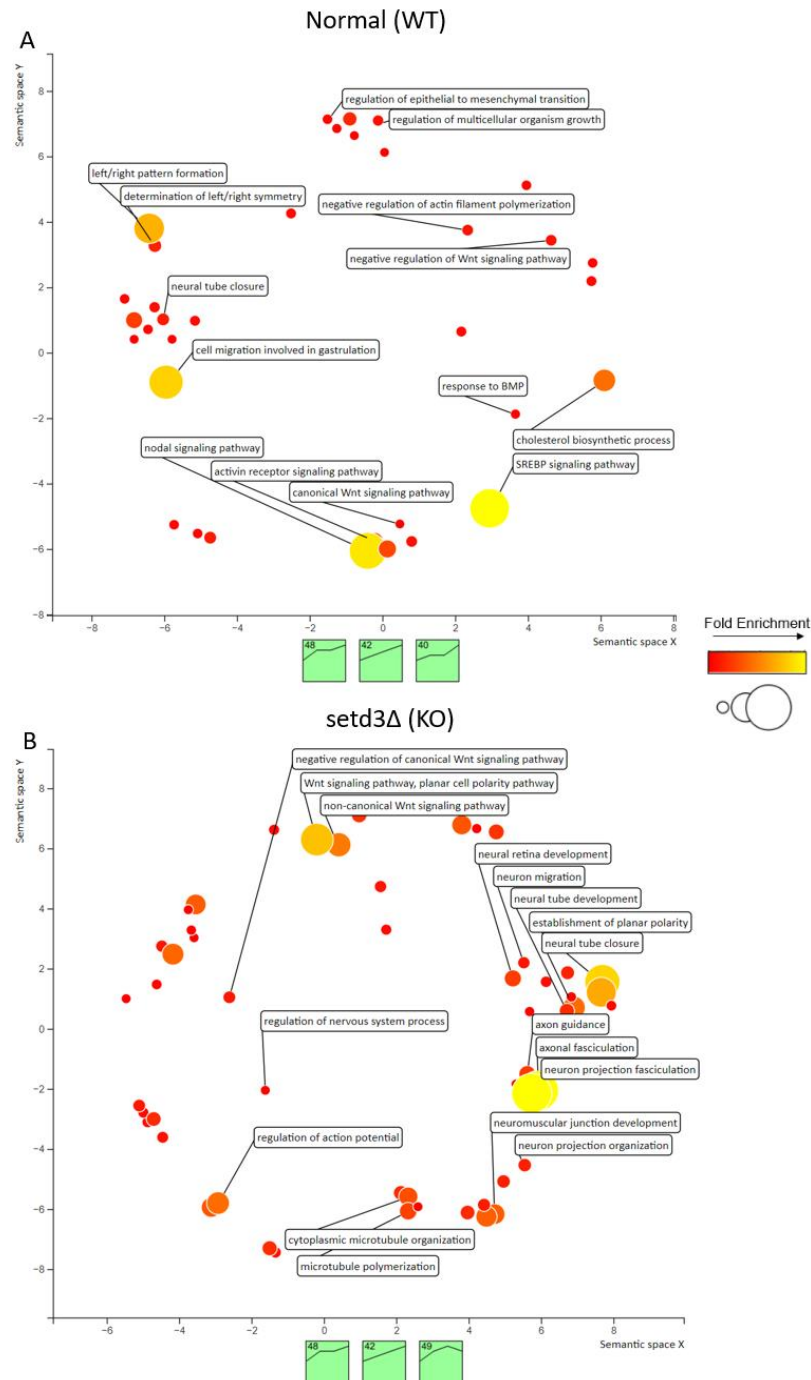 Normal (WT)
A
Semantic space Y
8
6
4
2
0
−2
−4
−6
−8
regulation of epithelial to mesenchymal transition
regulation of multicellular organism growth
left/right pattern formation
determination of left/right symmetry
negative regulation of actin filament polymerization
negative regulation of Wnt signaling pathway
neural tube closure
cell migration involved in gastrulation
response to BMP
cholesterol biosynthetic process
nodal signaling pathway
SREBP signaling pathway
activin receptor signaling pathway
canonical Wnt signaling pathway
−8 −6 −4 −2 0 2 4 6 8
Semantic space X
48 42 40
Fold Enrichment
setd3Δ (KO)
B
Semantic space Y
8
6
4
2
0
−2
−4
−6
−8
negative regulation of canonical Wnt signaling pathway
Wnt signaling pathway, planar cell polarity pathway
non-canonical Wnt signaling pathway
neural retina development
neuron migration
neural tube development
establishment of planar polarity
neural tube closure
regulation of nervous system process
axon guidance
axonal fasciculation
neuron projection fasciculation
neuromuscular junction development
regulation of action potential
neuron projection organization
cytoplasmic microtubule organization
microtubule polymerization
−6 −4 −2 0 2 4 6 8
Semantic space X
48 42 49